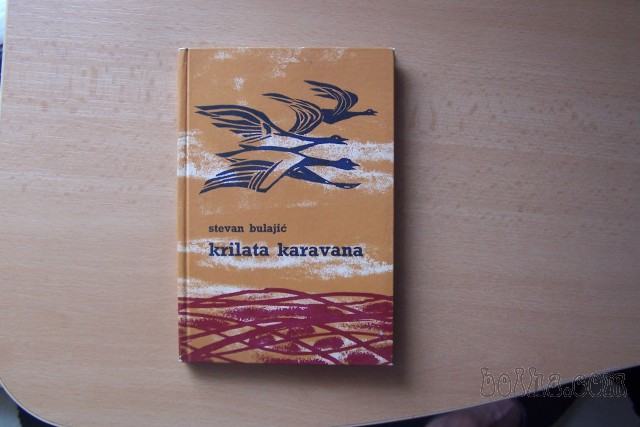 stevan bulajić
krilata karavana
bolha.com